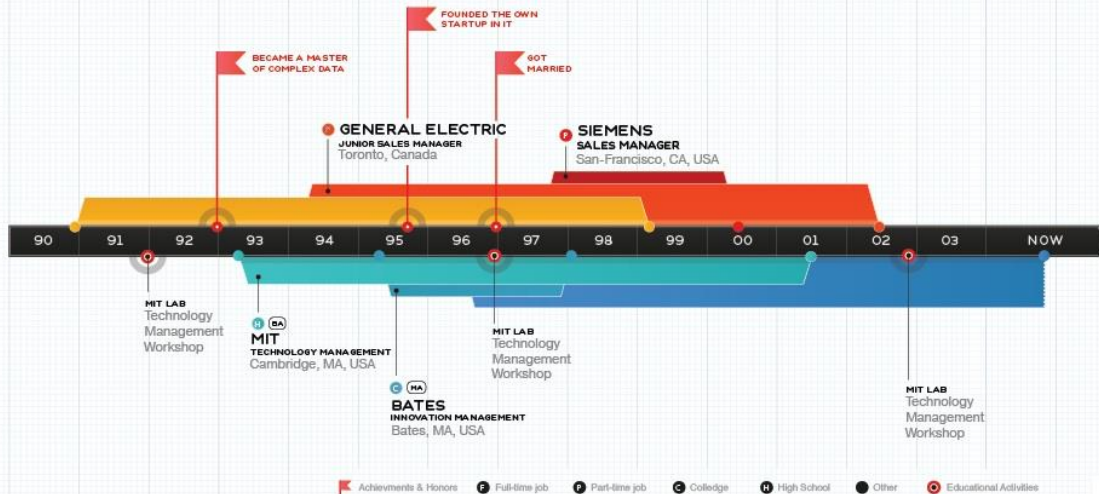 FOUNDED THE OWN
STARTUP IN IT
BECAME A MASTER
OF COMPLEX DATA
GOT
MARRIED
GENERAL ELECTRIC
JUNIOR SALES MANAGER
Toronto, Canada
P SIEMENS
SALES MANAGER
San-Francisco, CA, USA
90 91 92 93 94 95 96 97 98 99 00 01 02 03 NOW
MIT LAB
Technology
Management
Workshop
H BA
MIT
TECHNOLOGY MANAGEMENT
Cambridge, MA, USA
C MA
BATES
INNOVATION MANAGEMENT
Bates, MA, USA
MIT LAB
Technology
Management
Workshop
MIT LAB
Technology
Management
Workshop
Achievments & Honors F Full-time job P Part-time job C Colledge H High School Other Educational Activities